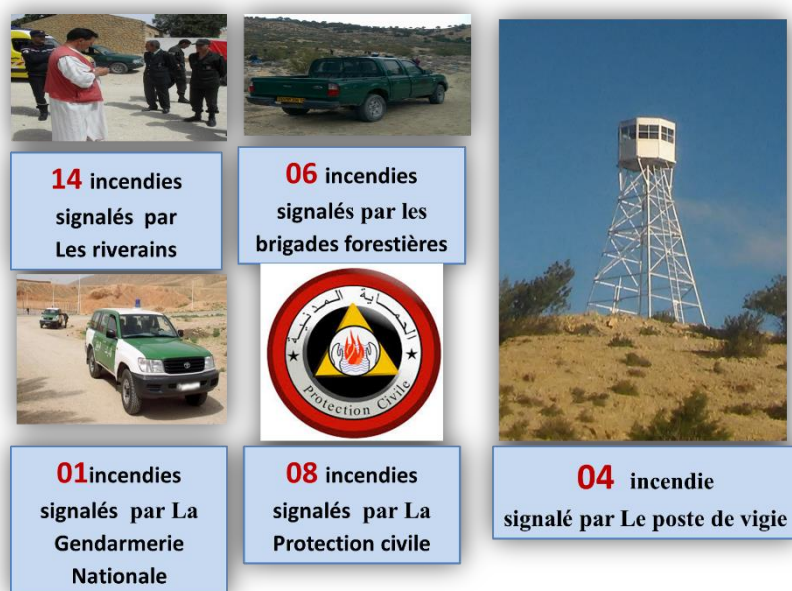 14 incendies
signalés par
Les riverains
06 incendies
signalés par les
brigades forestières
الحماية المدنية
Protection Civile
01incendies
signalés par La
Gendarmerie
Nationale
08 incendies
signalés par La
Protection civile
04 incendie
signalé par Le poste de vigie